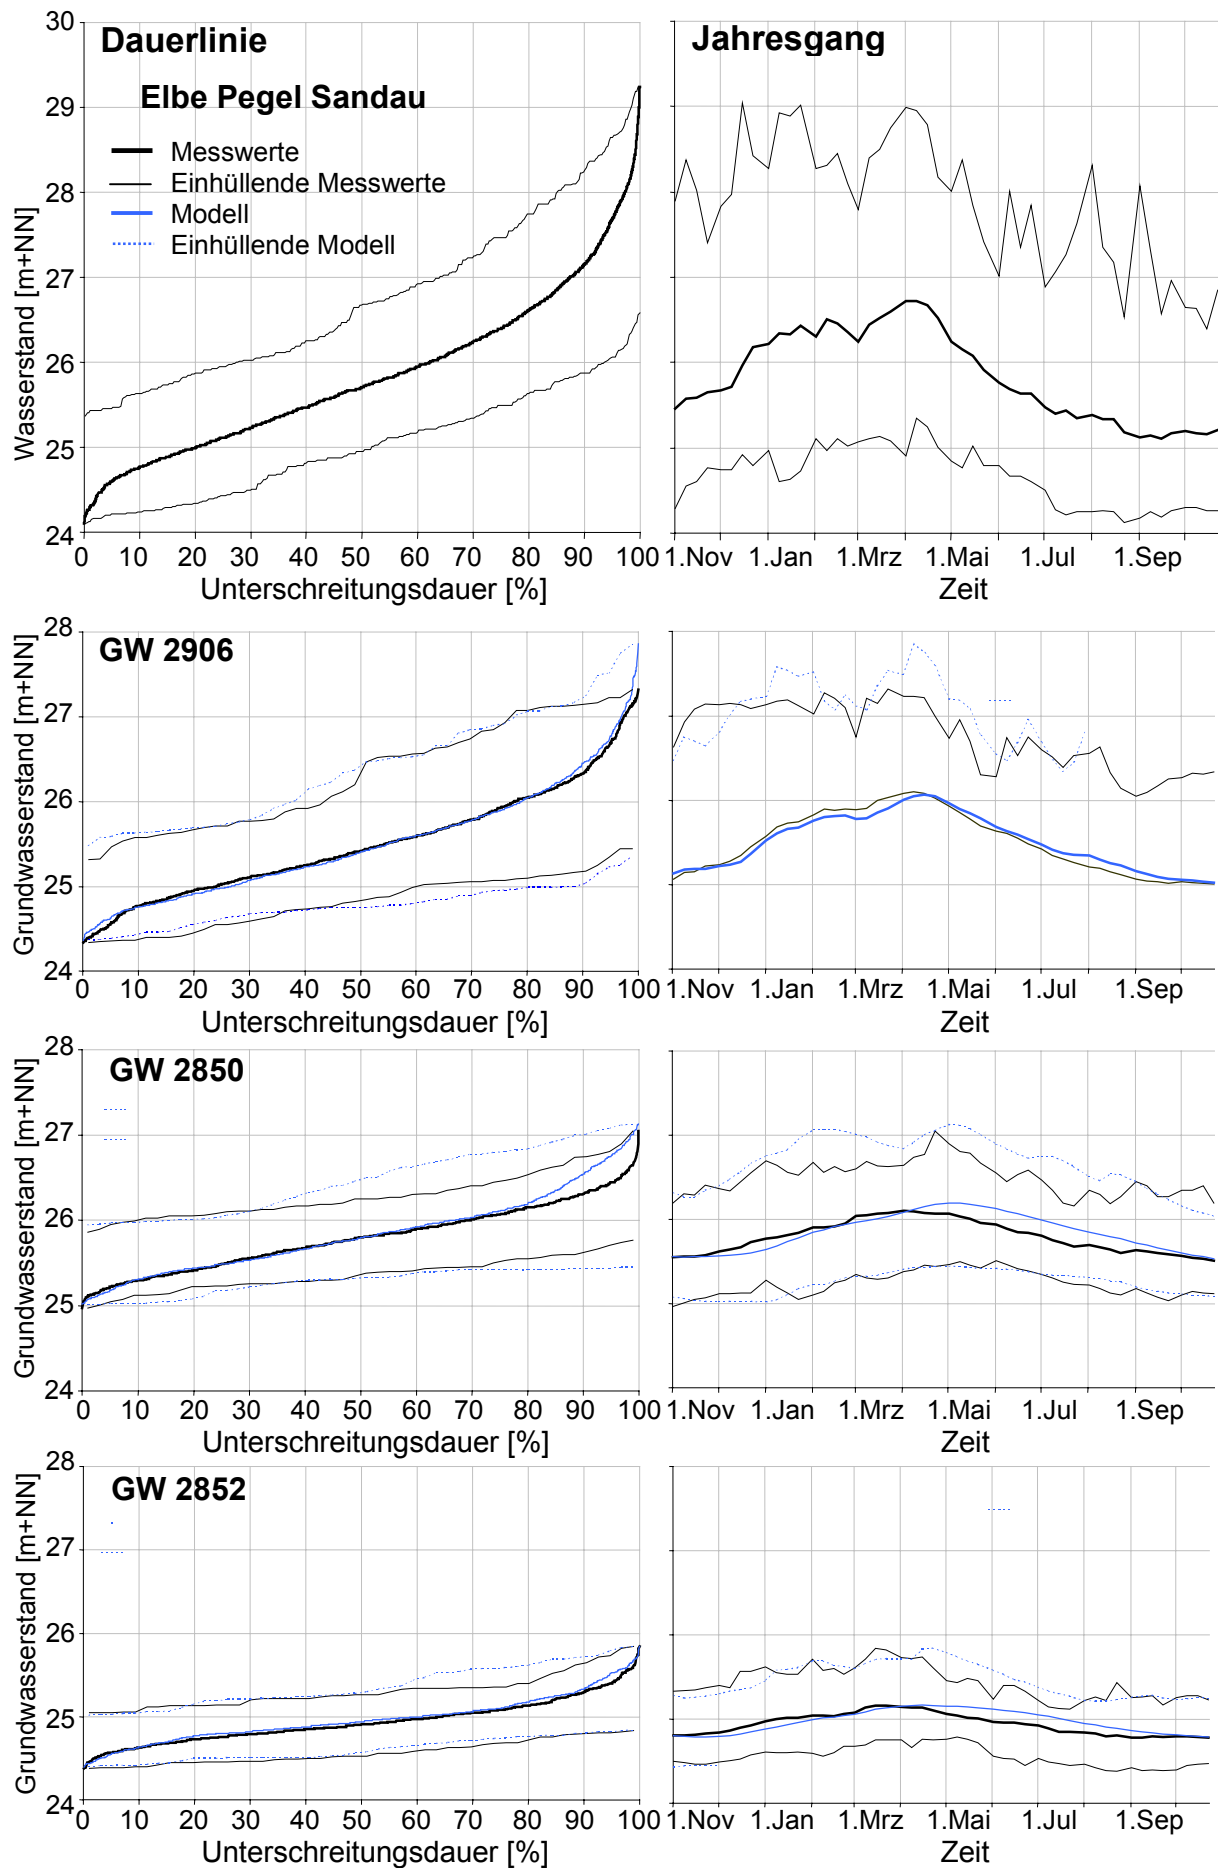 Dauerlinie
Jahresgang
Elbe Pegel Sandau
Messwerte
Einhüllende Messwerte
Modell
Einhüllende Modell
Wasserstand [m+NN]
30
29
28
27
26
25
24
0 10 20 30 40 50 60 70 80 90 100
Unterschreitungsdauer [%]
1.Nov 1.Jan 1.Mrz 1.Mai 1.Jul 1.Sep
Zeit
GW 2906
Grundwasserstand [m+NN]
28
27
26
25
24
0 10 20 30 40 50 60 70 80 90 100
Unterschreitungsdauer [%]
1.Nov 1.Jan 1.Mrz 1.Mai 1.Jul 1.Sep
Zeit
GW 2850
Grundwasserstand [m+NN]
28
27
26
25
24
0 10 20 30 40 50 60 70 80 90 100
Unterschreitungsdauer [%]
1.Nov 1.Jan 1.Mrz 1.Mai 1.Jul 1.Sep
Zeit
GW 2852
Grundwasserstand [m+NN]
28
27
26
25
24
0 10 20 30 40 50 60 70 80 90 100
Unterschreitungsdauer [%]
1.Nov 1.Jan 1.Mrz 1.Mai 1.Jul 1.Sep
Zeit